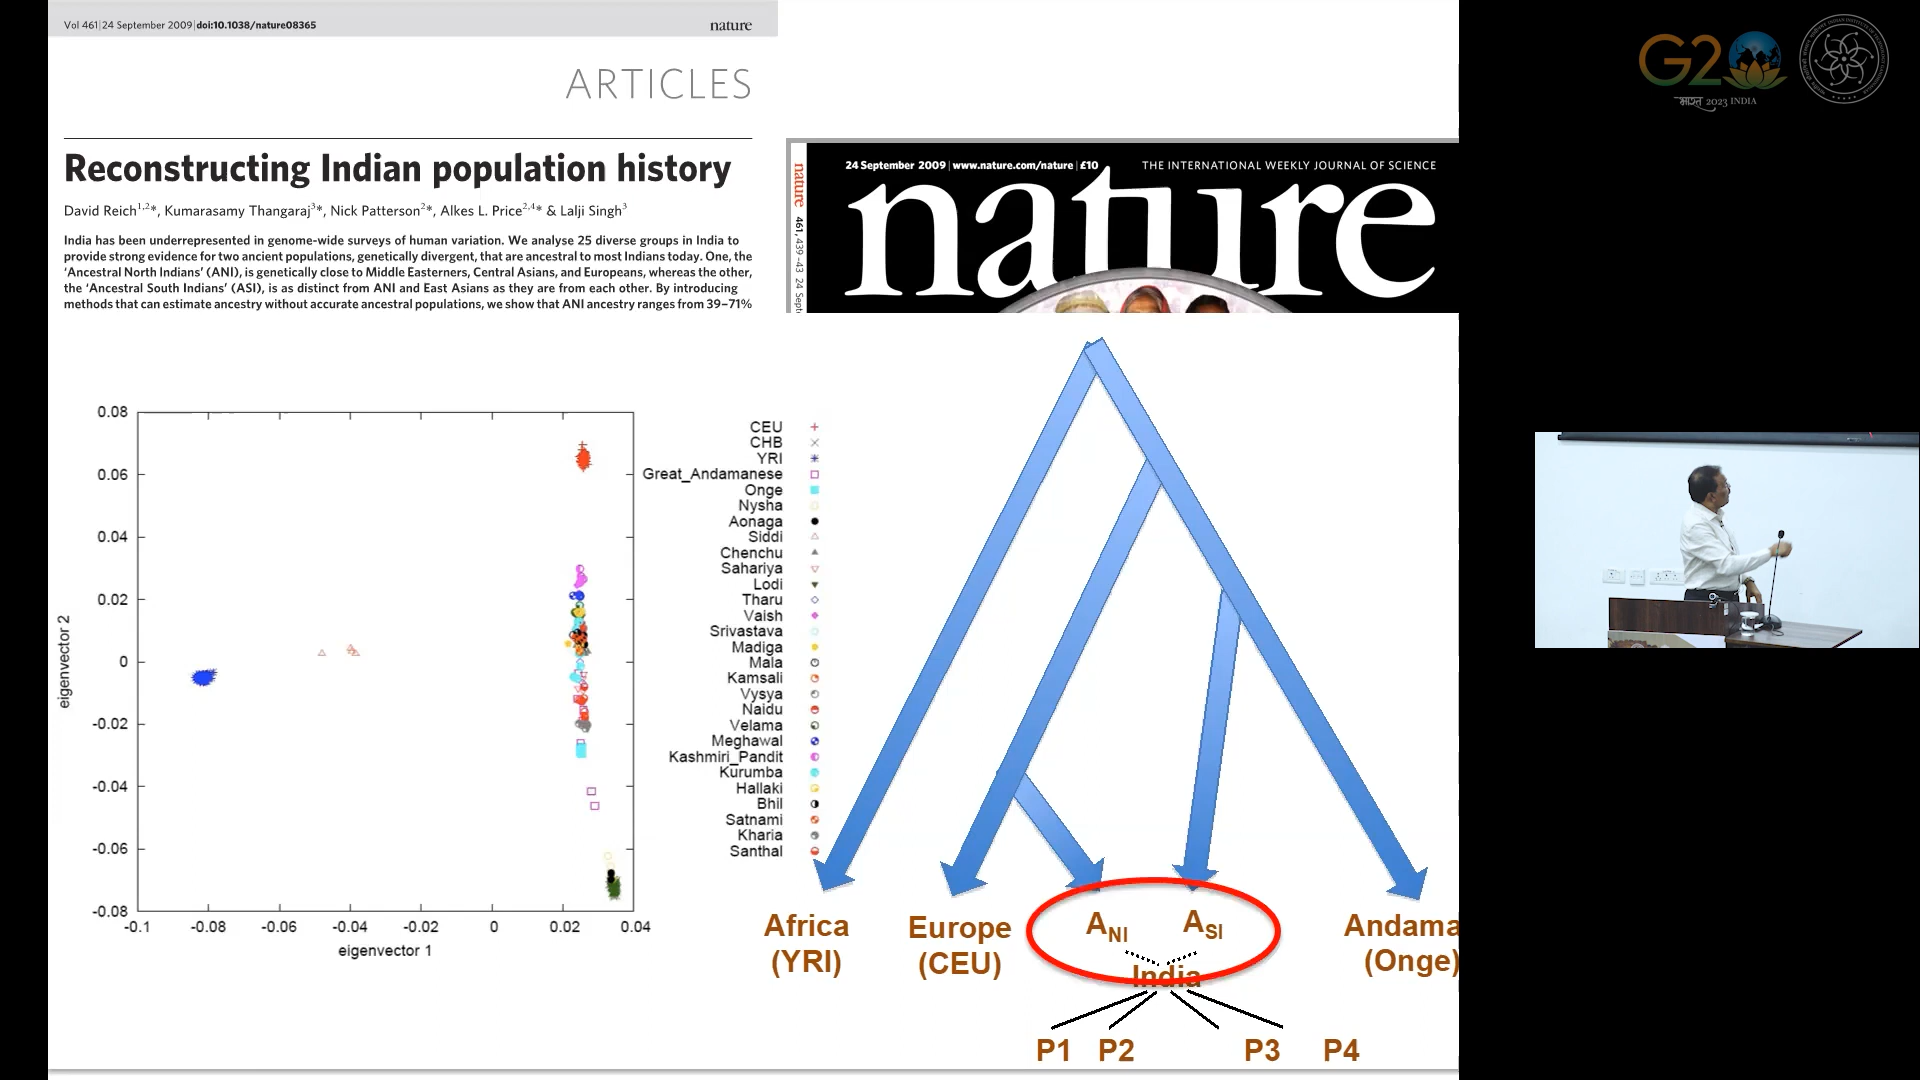 Vol 461|24 September 2009|doi:10.1038/nature08365
nature
ARTICLES
Reconstructing Indian population history
David Reich1,2*, Kumarasamy Thangaraj3*, Nick Patterson2*, Alkes L. Price2,4* & Lalji Singh3
India has been underrepresented in genome-wide surveys of human variation. We analyse 25 diverse groups in India to
provide strong evidence for two ancient populations, genetically divergent, that are ancestral to most Indians today. One, the
‘Ancestral North Indians’ (ANI), is genetically close to Middle Easterners, Central Asians, and Europeans, whereas the other,
the ‘Ancestral South Indians’ (ASI), is as distinct from ANI and East Asians as they are from each other. By introducing
methods that can estimate ancestry without accurate ancestral populations, we show that ANI ancestry ranges from 39–71%
24 September 2009 | www.nature.com/nature | £10
THE INTERNATIONAL WEEKLY JOURNAL OF SCIENCE
nature
nature
461, 439–43 24 Sept
G20
भारत 2023 INDIA
0.08
0.06
0.04
0.02
0
-0.02
-0.04
-0.06
-0.08
eigenvector 2
-0.1 -0.08 -0.06 -0.04 -0.02 0 0.02 0.04
eigenvector 1
CEU
CHB
YRI
Great_Andamanese
Onge
Nysha
Aonaga
Siddi
Chenchu
Sahariya
Lodi
Tharu
Vaish
Srivastava
Madiga
Mala
Kamsali
Vysya
Naidu
Velama
Meghawal
Kashmiri_Pandit
Kurumba
Hallaki
Bhil
Satnami
Kharia
Santhal
Africa
(YRI)
Europe
(CEU)
ANI
ASI
India
Andama
(Onge)
P1 P2 P3 P4